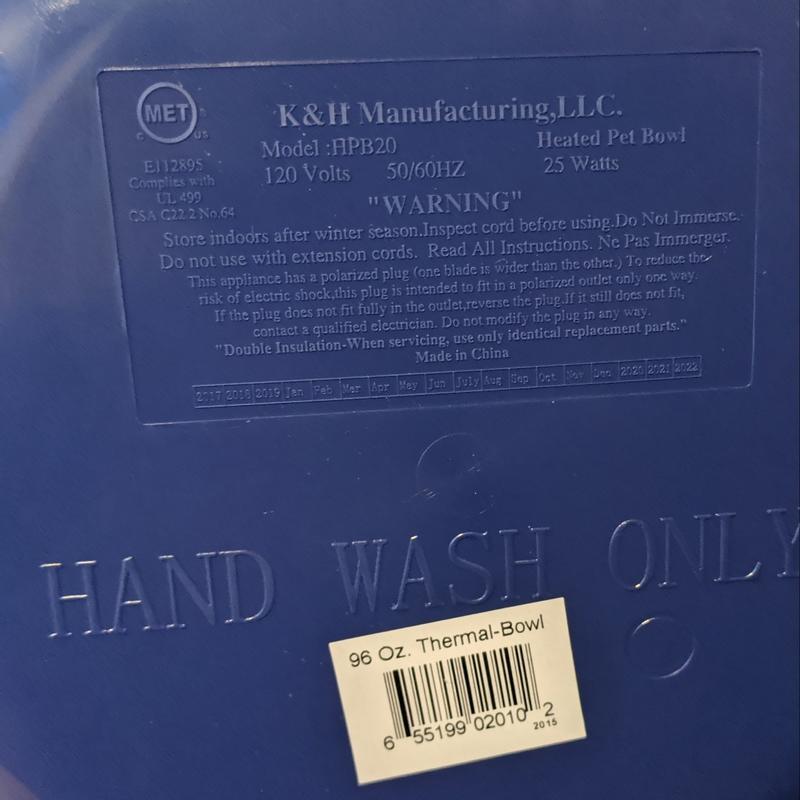 MET
C US
E112895
Complies with
UL 499
CSA C22.2 No.64
K&H Manufacturing,LLC.
Model :HPB20 Heated Pet Bowl
120 Volts 50/60HZ 25 Watts
"WARNING"
Store indoors after winter season.Inspect cord before using.Do Not Immerse.
Do not use with extension cords. Read All Instructions. Ne Pas Immerger.
This appliance has a polarized plug (one blade is wider than the other.) To reduce the
risk of electric shock,this plug is intended to fit in a polarized outlet only one way.
If the plug does not fit fully in the outlet,reverse the plug.If it still does not fit,
contact a qualified electrician. Do not modify the plug in any way.
"Double Insulation-When servicing, use only identical replacement parts."
Made in China
2017 2018 2019 Jan Feb Mar Apr May Jun July Aug Sep Oct Nov Dec 2020 2021 2022
HAND WASH ONLY
96 Oz. Thermal-Bowl
6 55199 02010 2
2015